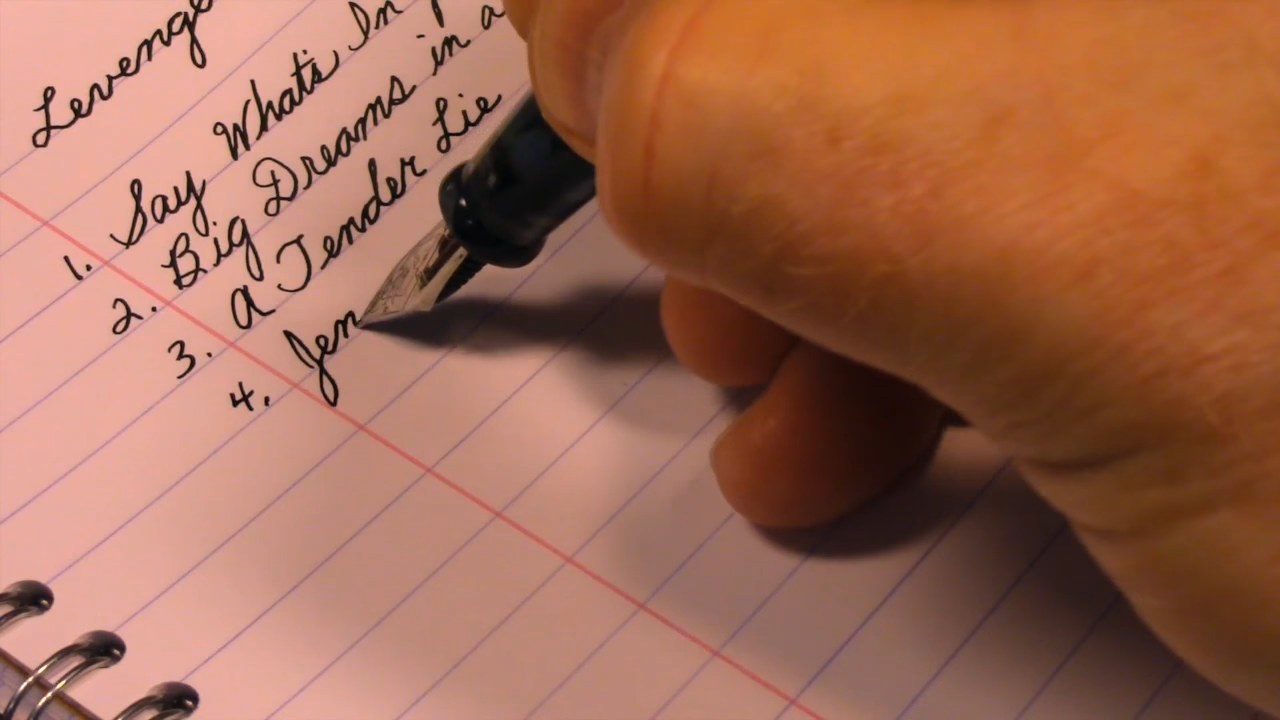 Levenge
1. Say What's In
2. Big Dreams in a
3. A Tender Lie
4. Jen